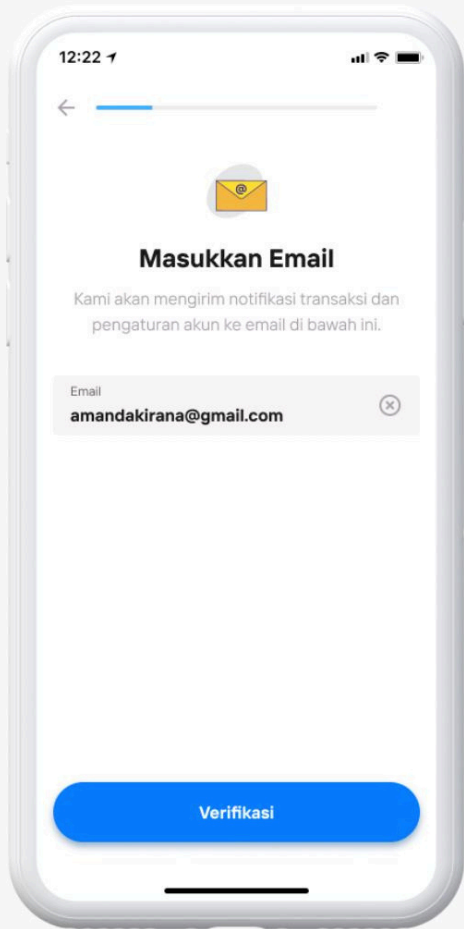 12:22
@
Masukkan Email
Kami akan mengirim notifikasi transaksi dan
pengaturan akun ke email di bawah ini.
Email
amandakirana@gmail.com
Verifikasi